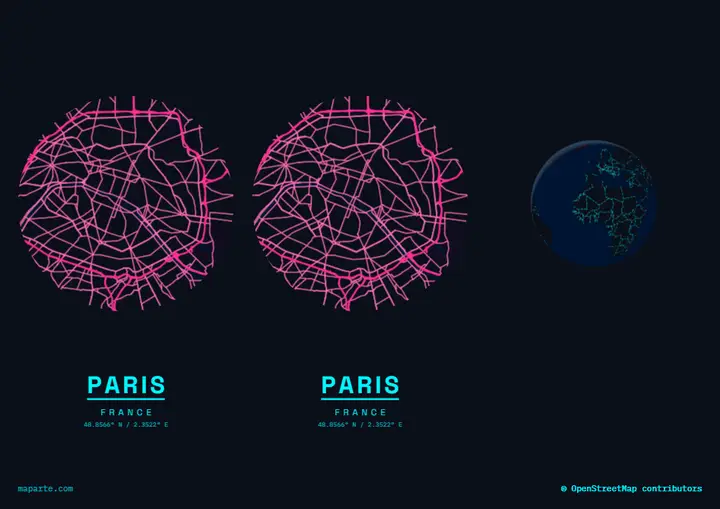 PARIS
FRANCE
48.8566° N / 2.3522° E
PARIS
FRANCE
48.8566° N / 2.3522° E
maparte.com
© OpenStreetMap contributors